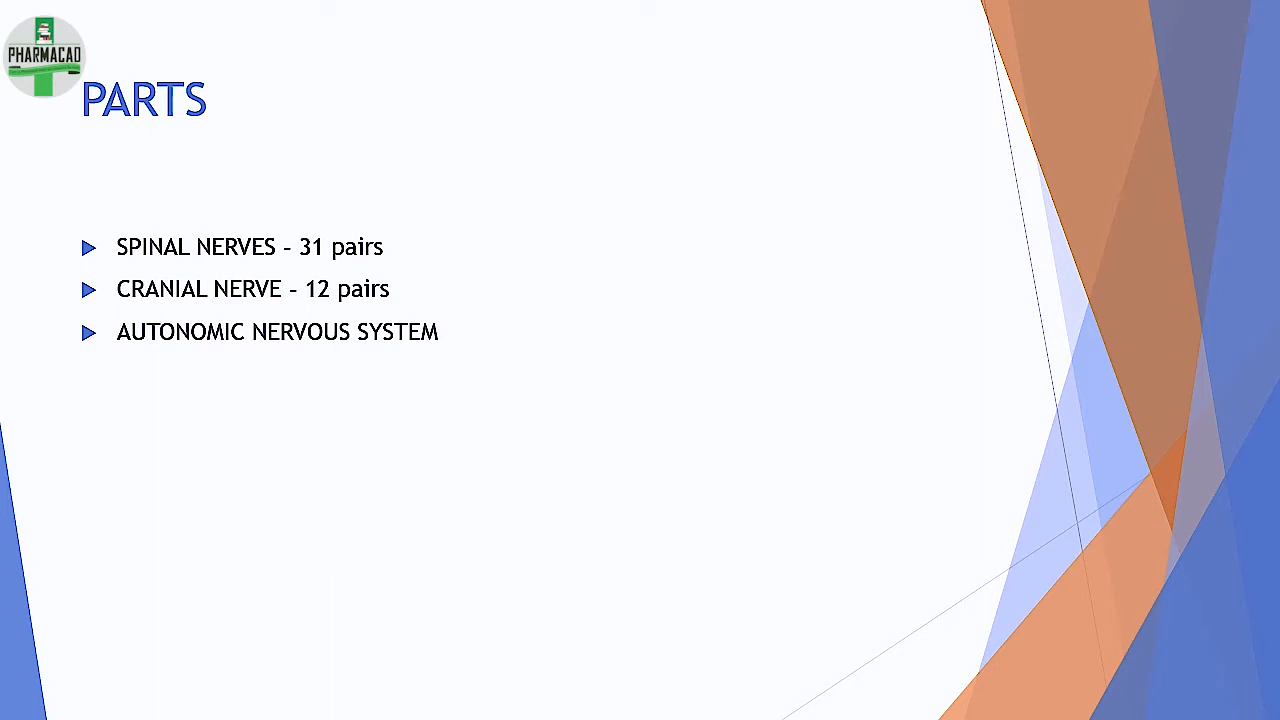 PHARMACAD
PARTS
SPINAL NERVES – 31 pairs
CRANIAL NERVE – 12 pairs
AUTONOMIC NERVOUS SYSTEM